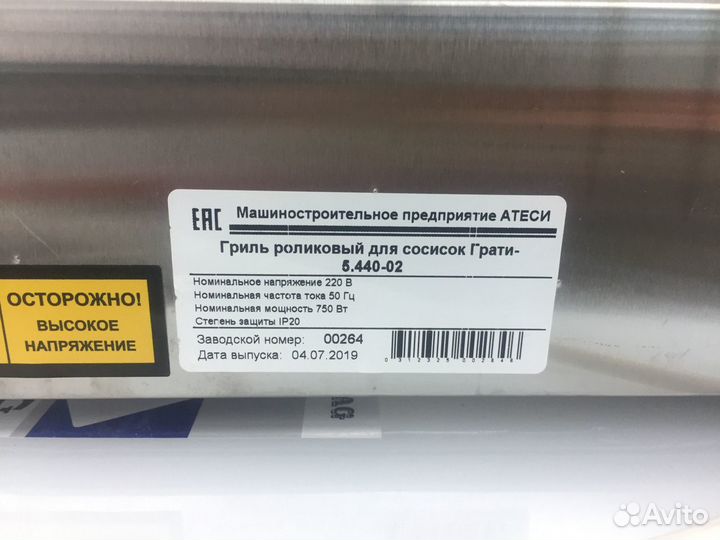 EAC Машиностроительное предприятие АТЕСИ
Гриль роликовый для сосисок Грати-
5.440-02
Номинальное напряжение 220 В
Номинальная частота тока 50 Гц
Номинальная мощность 750 Вт
Степень защиты IP20
Заводской номер: 00264
Дата выпуска: 04.07.2019
ОСТОРОЖНО!
ВЫСОКОЕ
НАПРЯЖЕНИЕ
Avito